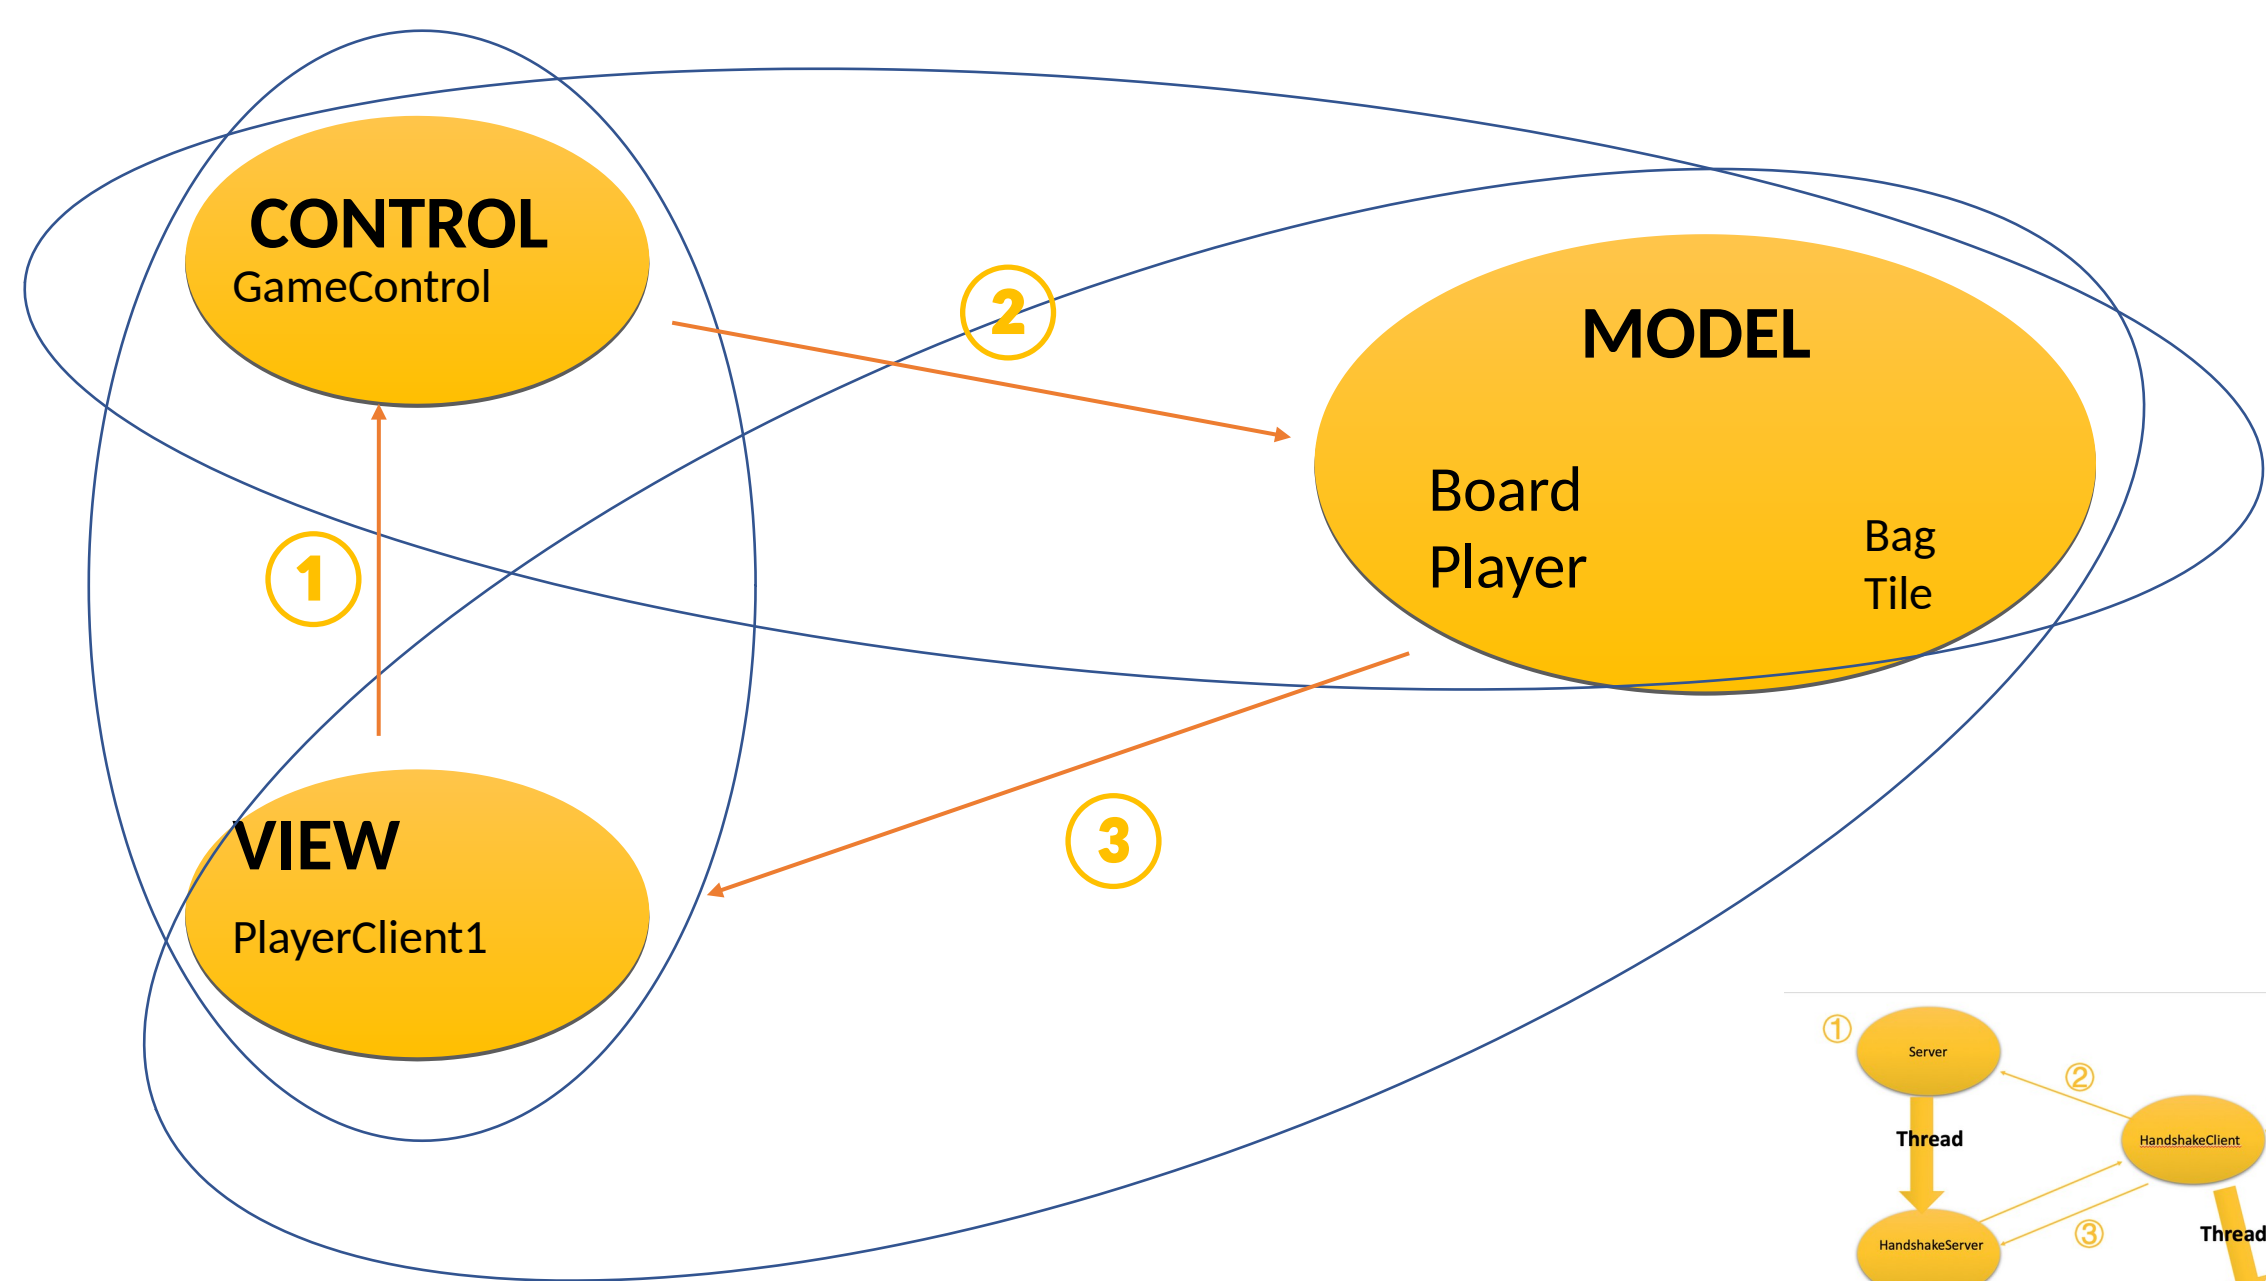 CONTROL
GameControl
2
MODEL
Board
Player
Bag
Tile
1
VIEW
PlayerClient1
3
①
Server
②
Thread
HandshakeClient
HandshakeServer
③
Thread